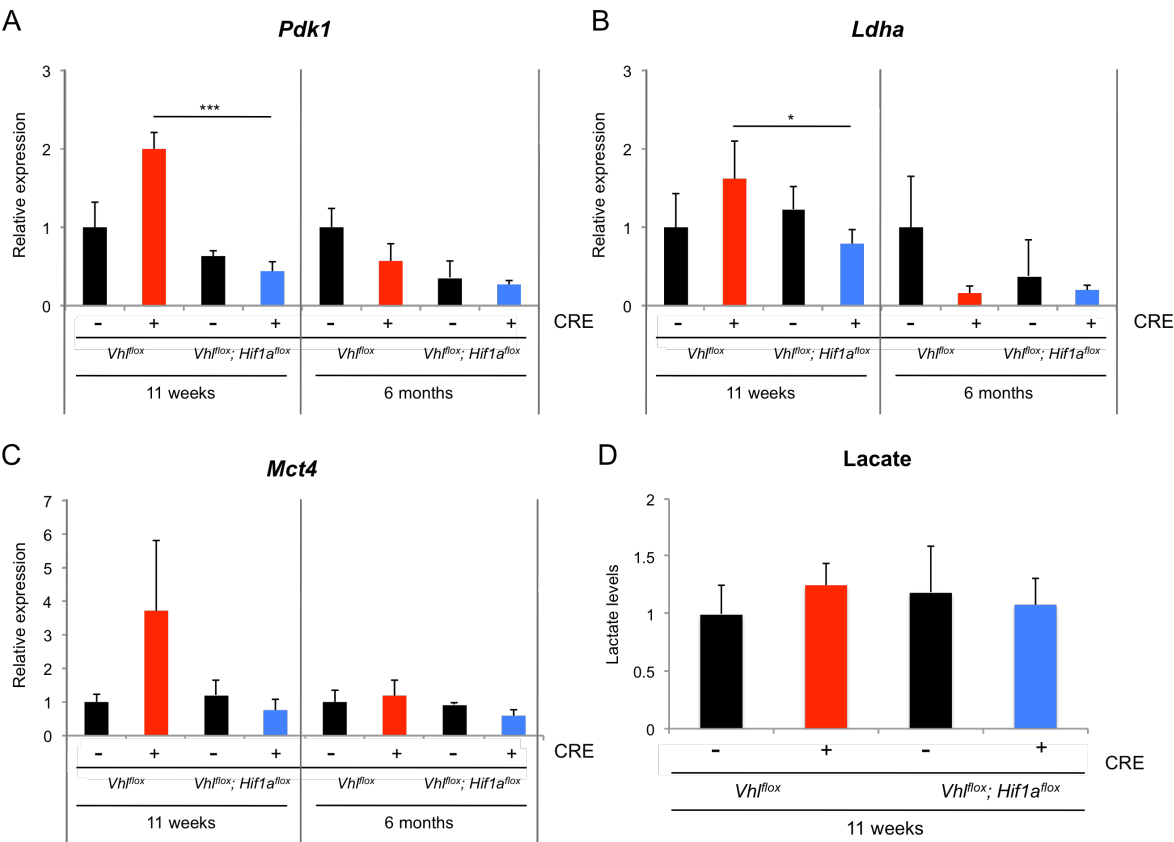 A
Pdk1
Relative expression
3
2
1
0
***
- + - + - + - + CRE
Vhlflox Vhlflox; Hif1aflox Vhlflox Vhlflox; Hif1aflox
11 weeks 6 months
B
Ldha
Relative expression
3
2
1
0
*
- + - + - + - + CRE
Vhlflox Vhlflox; Hif1aflox Vhlflox Vhlflox; Hif1aflox
11 weeks 6 months
C
Mct4
Relative expression
7
6
5
4
3
2
1
0
- + - + - + - + CRE
Vhlflox Vhlflox; Hif1aflox Vhlflox Vhlflox; Hif1aflox
11 weeks 6 months
D
Lacate
Lactate levels
2
1.5
1
0.5
0
- + - + CRE
Vhlflox Vhlflox; Hif1aflox
11 weeks